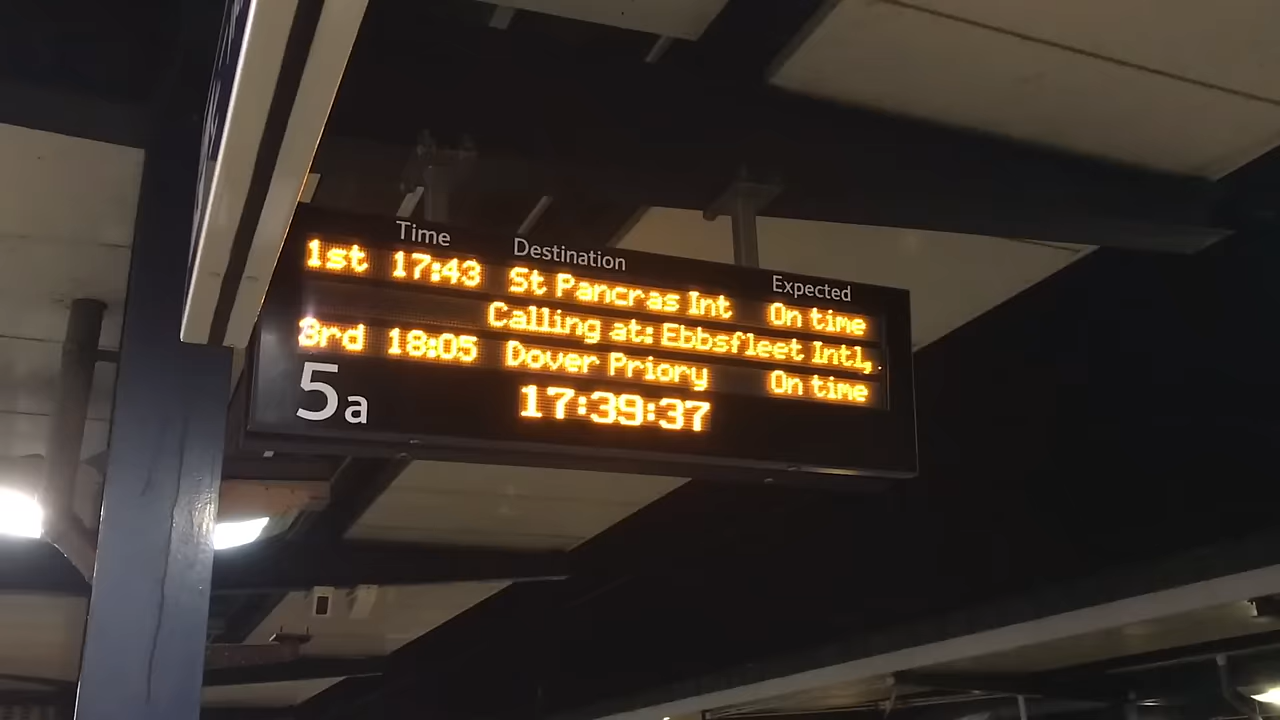 Time Destination Expected
1st 17:43 St Pancras Int On time
Calling at: Ebbsfleet Intl,
3rd 18:05 Dover Priory On time
5a 17:39:37